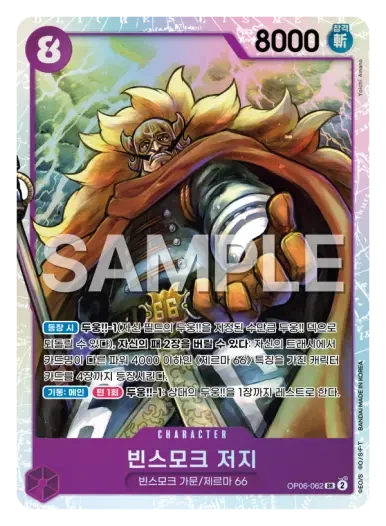 8
8000
참격
斬
Yoichi Amano
SAMPLE
등장 시 두웅!!-1(자신 필드의 두웅!!을 지정된 수만큼 두웅!! 덱으로
되돌릴 수 있다), 자신의 패 2장을 버릴 수 있다: 자신의 트래시에서
카드명이 다른 파워 4000 이하인 《제르마 66》 특징을 가진 캐릭터
카드를 4장까지 등장시킨다.
기동: 메인 턴 1회 두웅!!-1: 상대의 두웅!!을 1장까지 레스트로 한다.
CHARACTER
빈스모크 저지
빈스모크 가문/제르마 66
OP06-062 SR 2
©E.O/S ©O./S·F·T BANDAI MADE IN KOREA